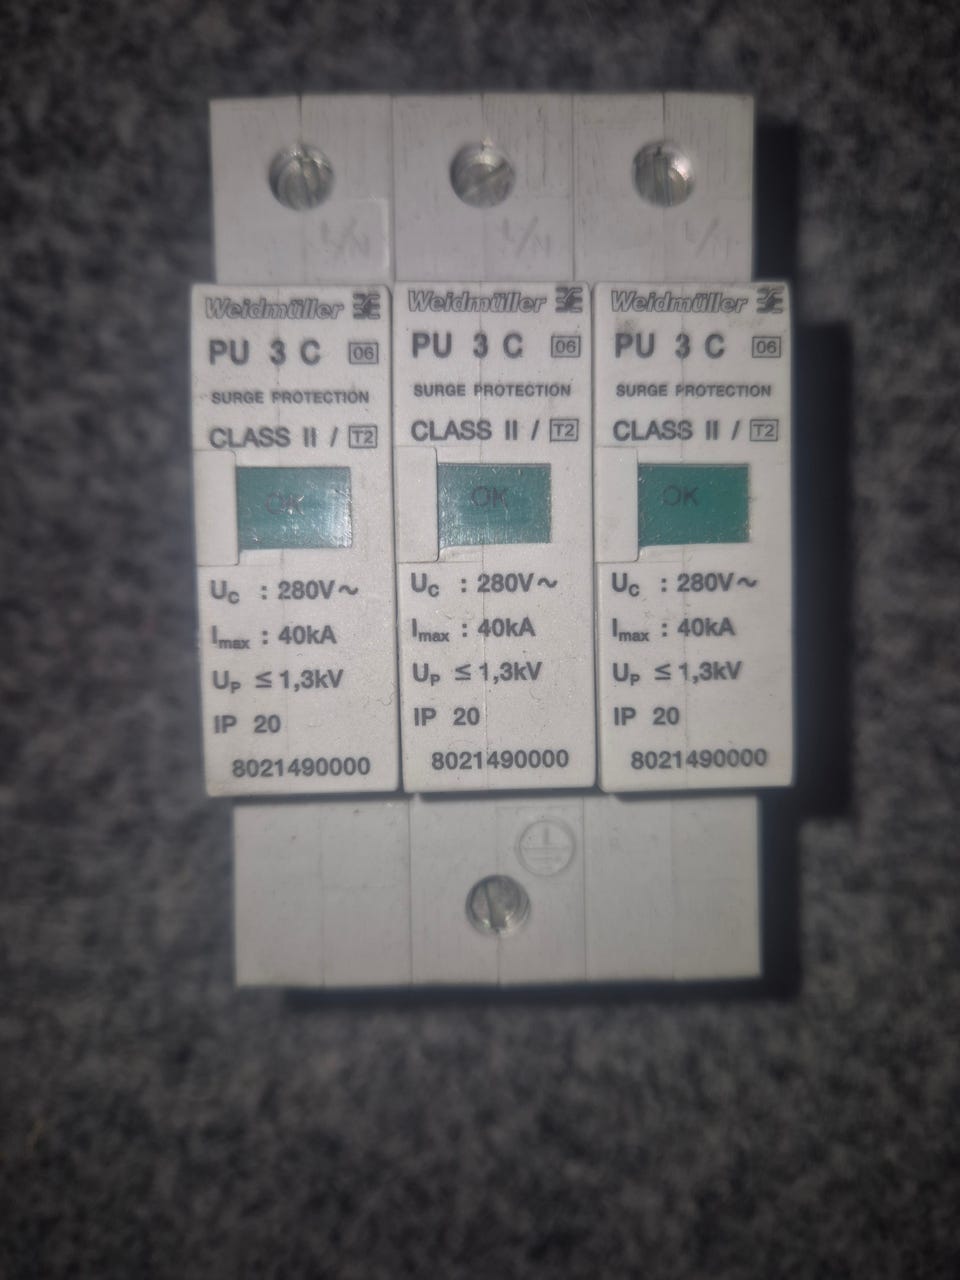 L/N
L/N
L/N
Weidmüller
PU 3 C 06
SURGE PROTECTION
CLASS II / T2
OK
Uc : 280V~
Imax : 40kA
UP ≤ 1,3kV
IP 20
8021490000
Weidmüller
PU 3 C 06
SURGE PROTECTION
CLASS II / T2
OK
Uc : 280V~
Imax : 40kA
UP ≤ 1,3kV
IP 20
8021490000
Weidmüller
PU 3 C 06
SURGE PROTECTION
CLASS II / T2
OK
Uc : 280V~
Imax : 40kA
UP ≤ 1,3kV
IP 20
8021490000